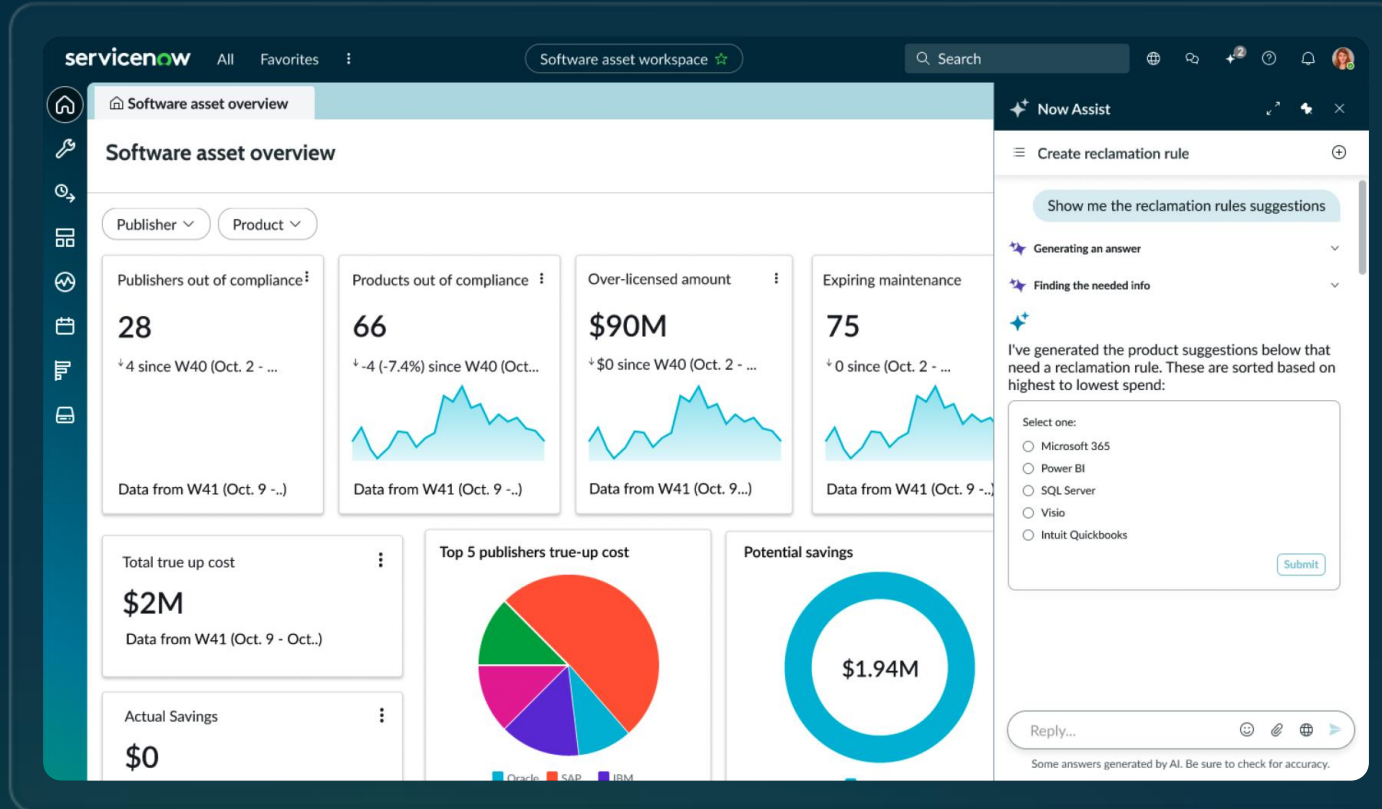 servicenow All Favorites Software asset workspace Search 2
Software asset overview
Software asset overview
Publisher Product
Publishers out of compliance
28
↓4 since W40 (Oct. 2 - ...
Data from W41 (Oct. 9 -..)
Products out of compliance
66
↓-4 (-7.4%) since W40 (Oct...
Data from W41 (Oct. 9 -..)
Over-licensed amount
$90M
↓$0 since W40 (Oct. 2 - ...
Data from W41 (Oct. 9...)
Expiring maintenance
75
↓0 since (Oct. 2 - ...
Data from W41 (Oct. 9 -..)
Total true up cost
$2M
Data from W41 (Oct. 9 - Oct..)
Actual Savings
$0
Top 5 publishers true-up cost
Oracle SAP IBM
Potential savings
$1.94M
Now Assist
Create reclamation rule
Show me the reclamation rules suggestions
Generating an answer
Finding the needed info
I've generated the product suggestions below that
need a reclamation rule. These are sorted based on
highest to lowest spend:
Select one:
Microsoft 365
Power BI
SQL Server
Visio
Intuit Quickbooks
Submit
Reply...
Some answers generated by AI. Be sure to check for accuracy.